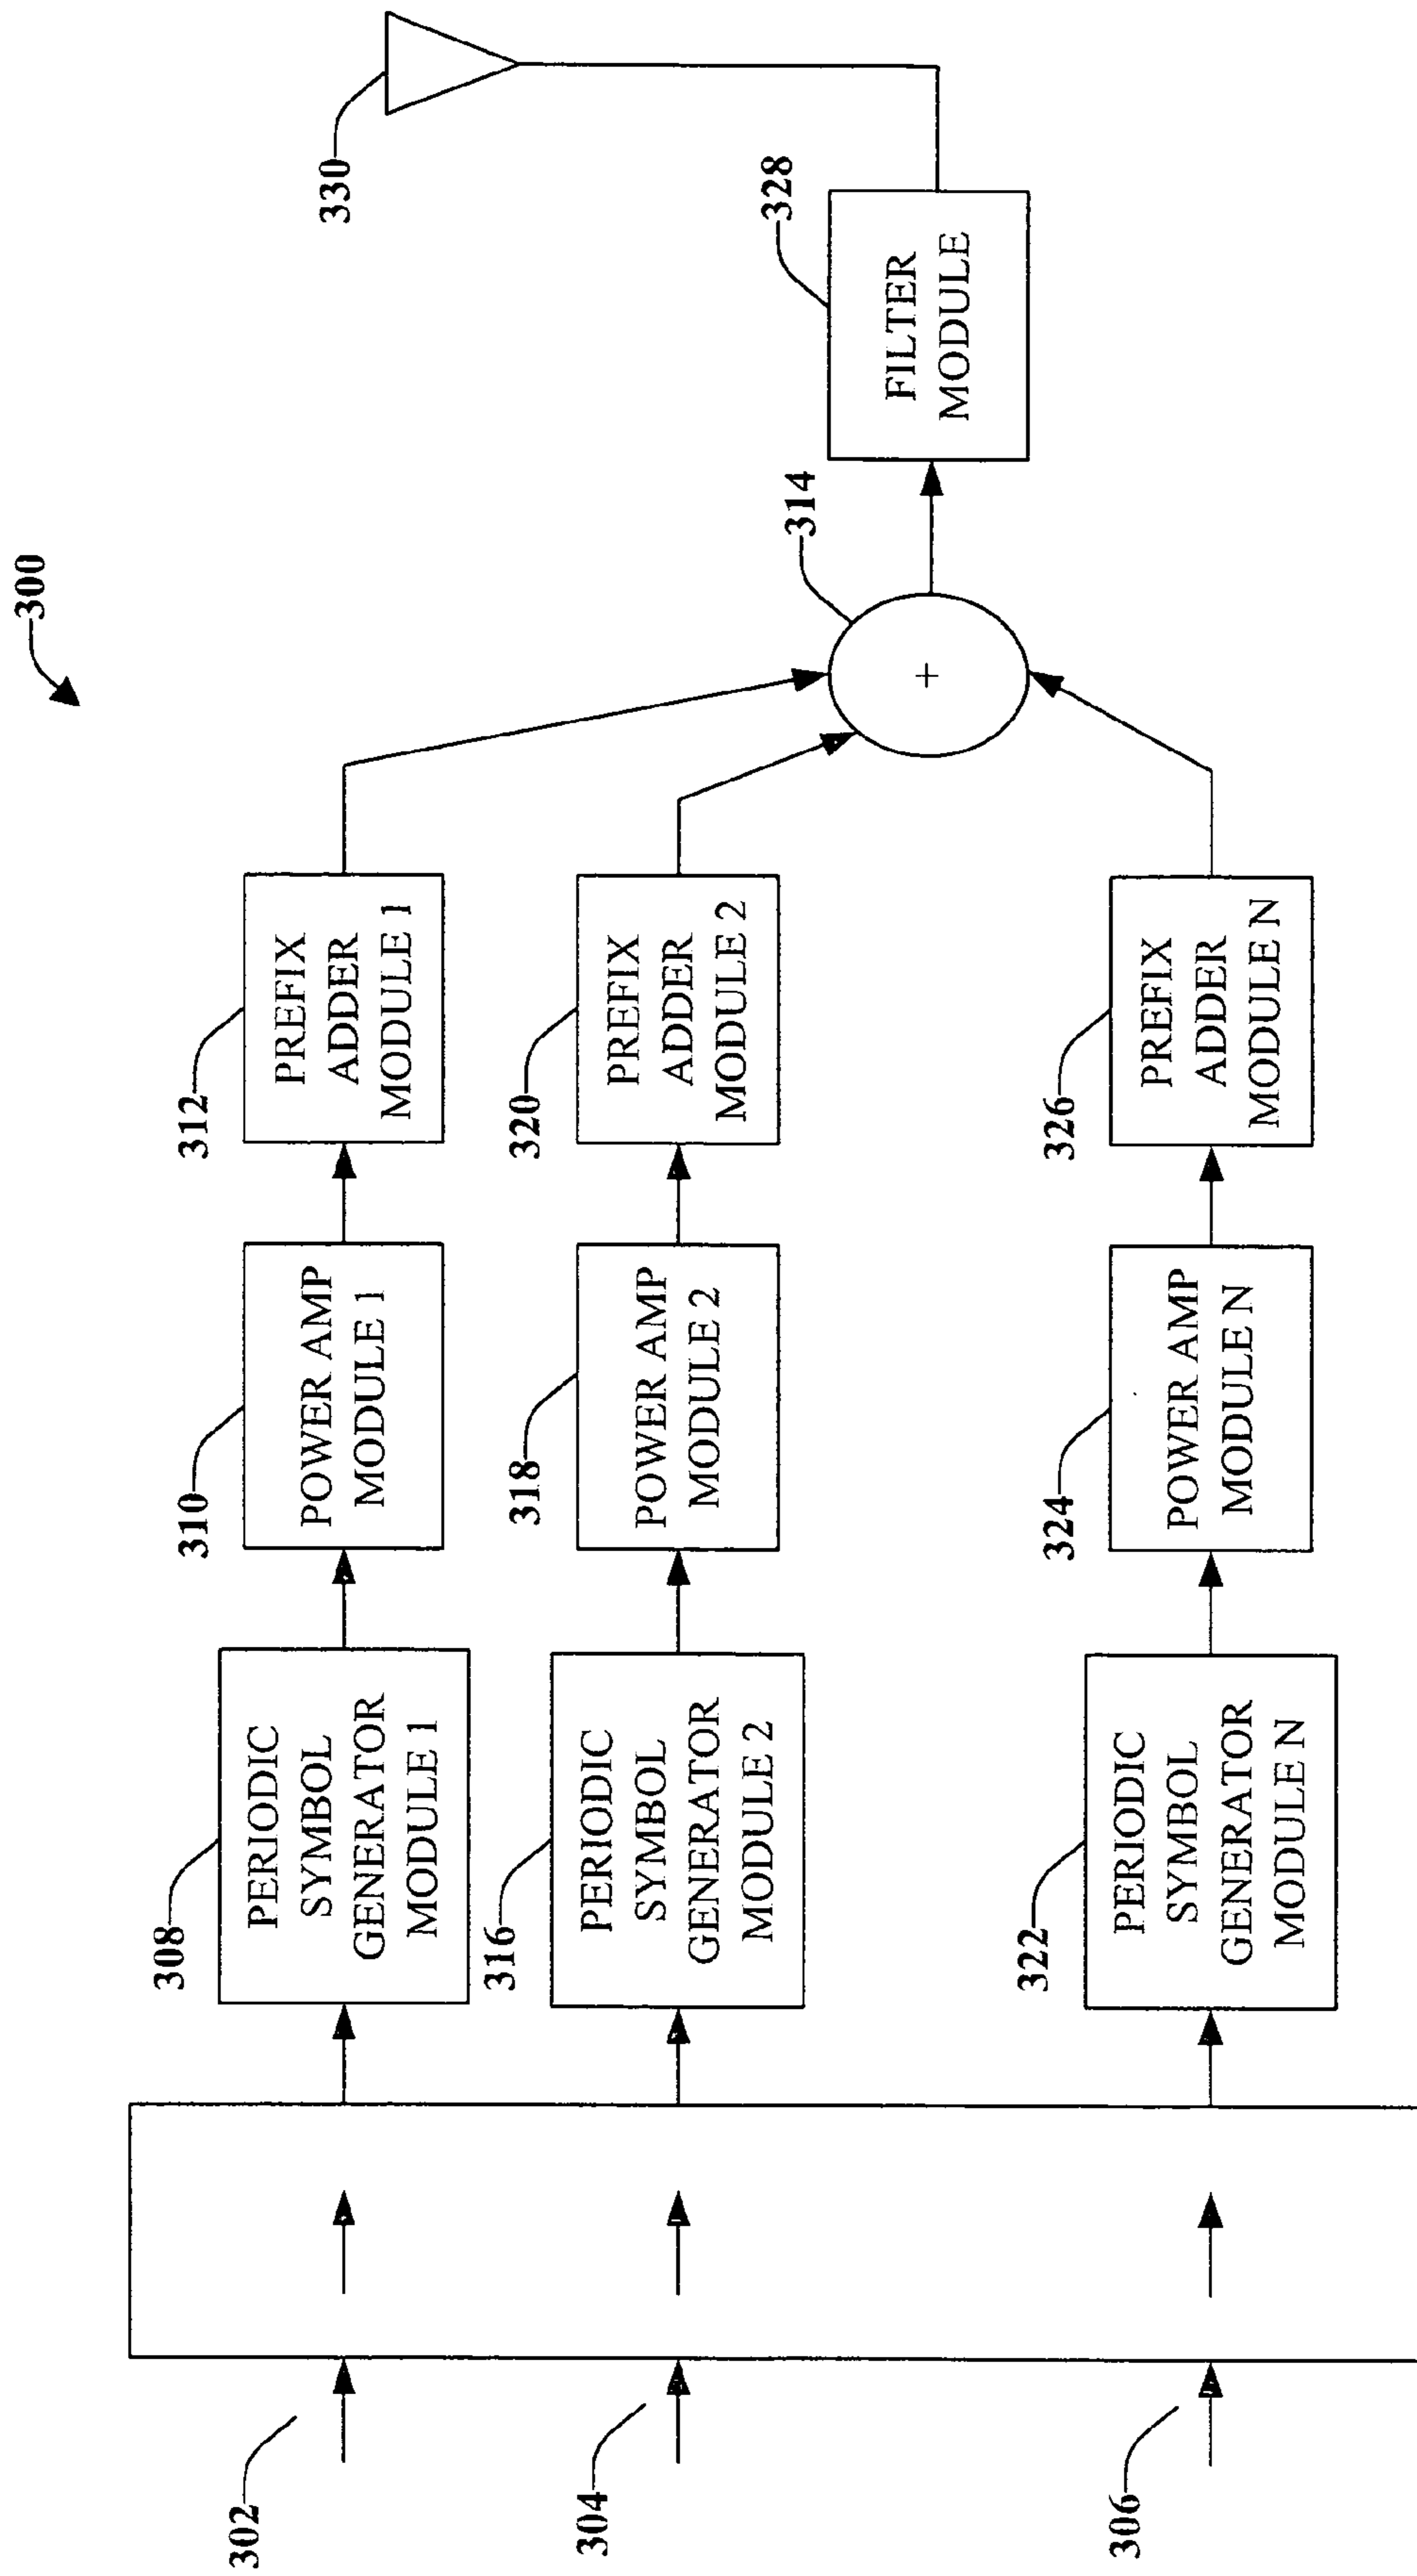 300
302
308
PERIODIC
SYMBOL
GENERATOR
MODULE 1
310
POWER AMP
MODULE 1
312
PREFIX
ADDER
MODULE 1
330
304
316
PERIODIC
SYMBOL
GENERATOR
MODULE 2
318
POWER AMP
MODULE 2
320
PREFIX
ADDER
MODULE 2
314
+
328
FILTER
MODULE
306
322
PERIODIC
SYMBOL
GENERATOR
MODULE N
324
POWER AMP
MODULE N
326
PREFIX
ADDER
MODULE N